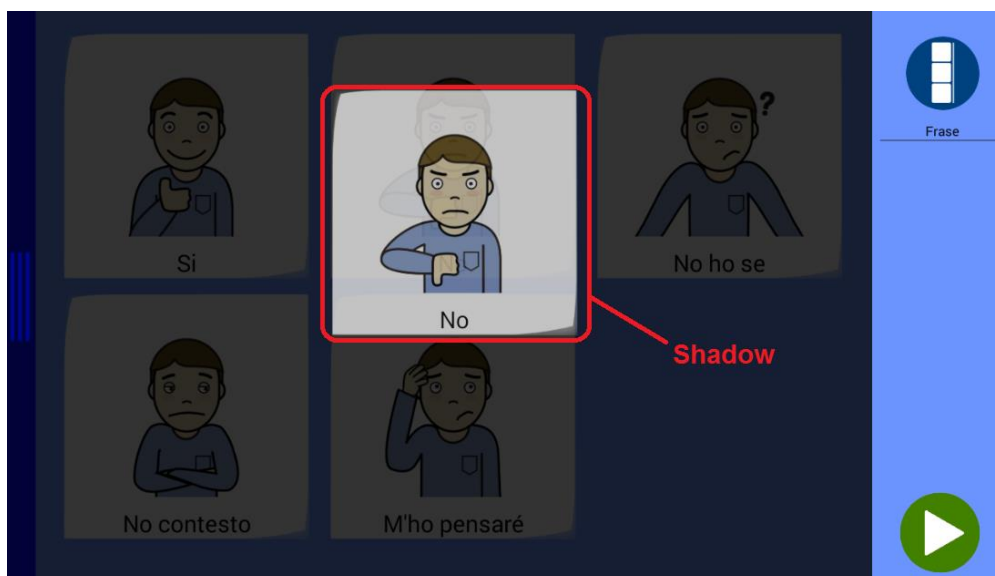 Frase
Si
No
No ho se
Shadow
No contesto
M'ho pensaré
?